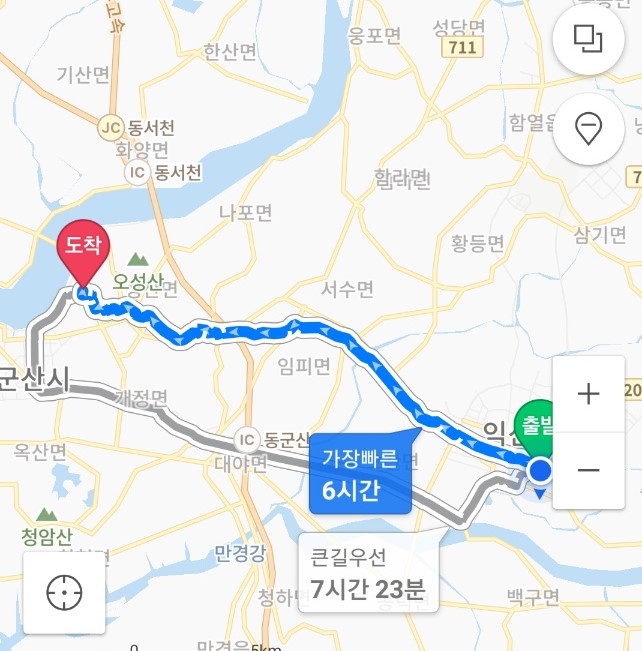 고속
한산면
웅포면
성당면
711
기산면
JC 동서천
화양면
IC 동서천
함열읍
나포면
황등면
삼기면
도착
오성산
서수면
임피면
군산시
개정면
출발
20
익산
옥산면
IC 동군산
대야면
가장빠른
6시간
청암산
큰길우선
7시간 23분
만경강
청하면
백구면
만경읍
0
5km